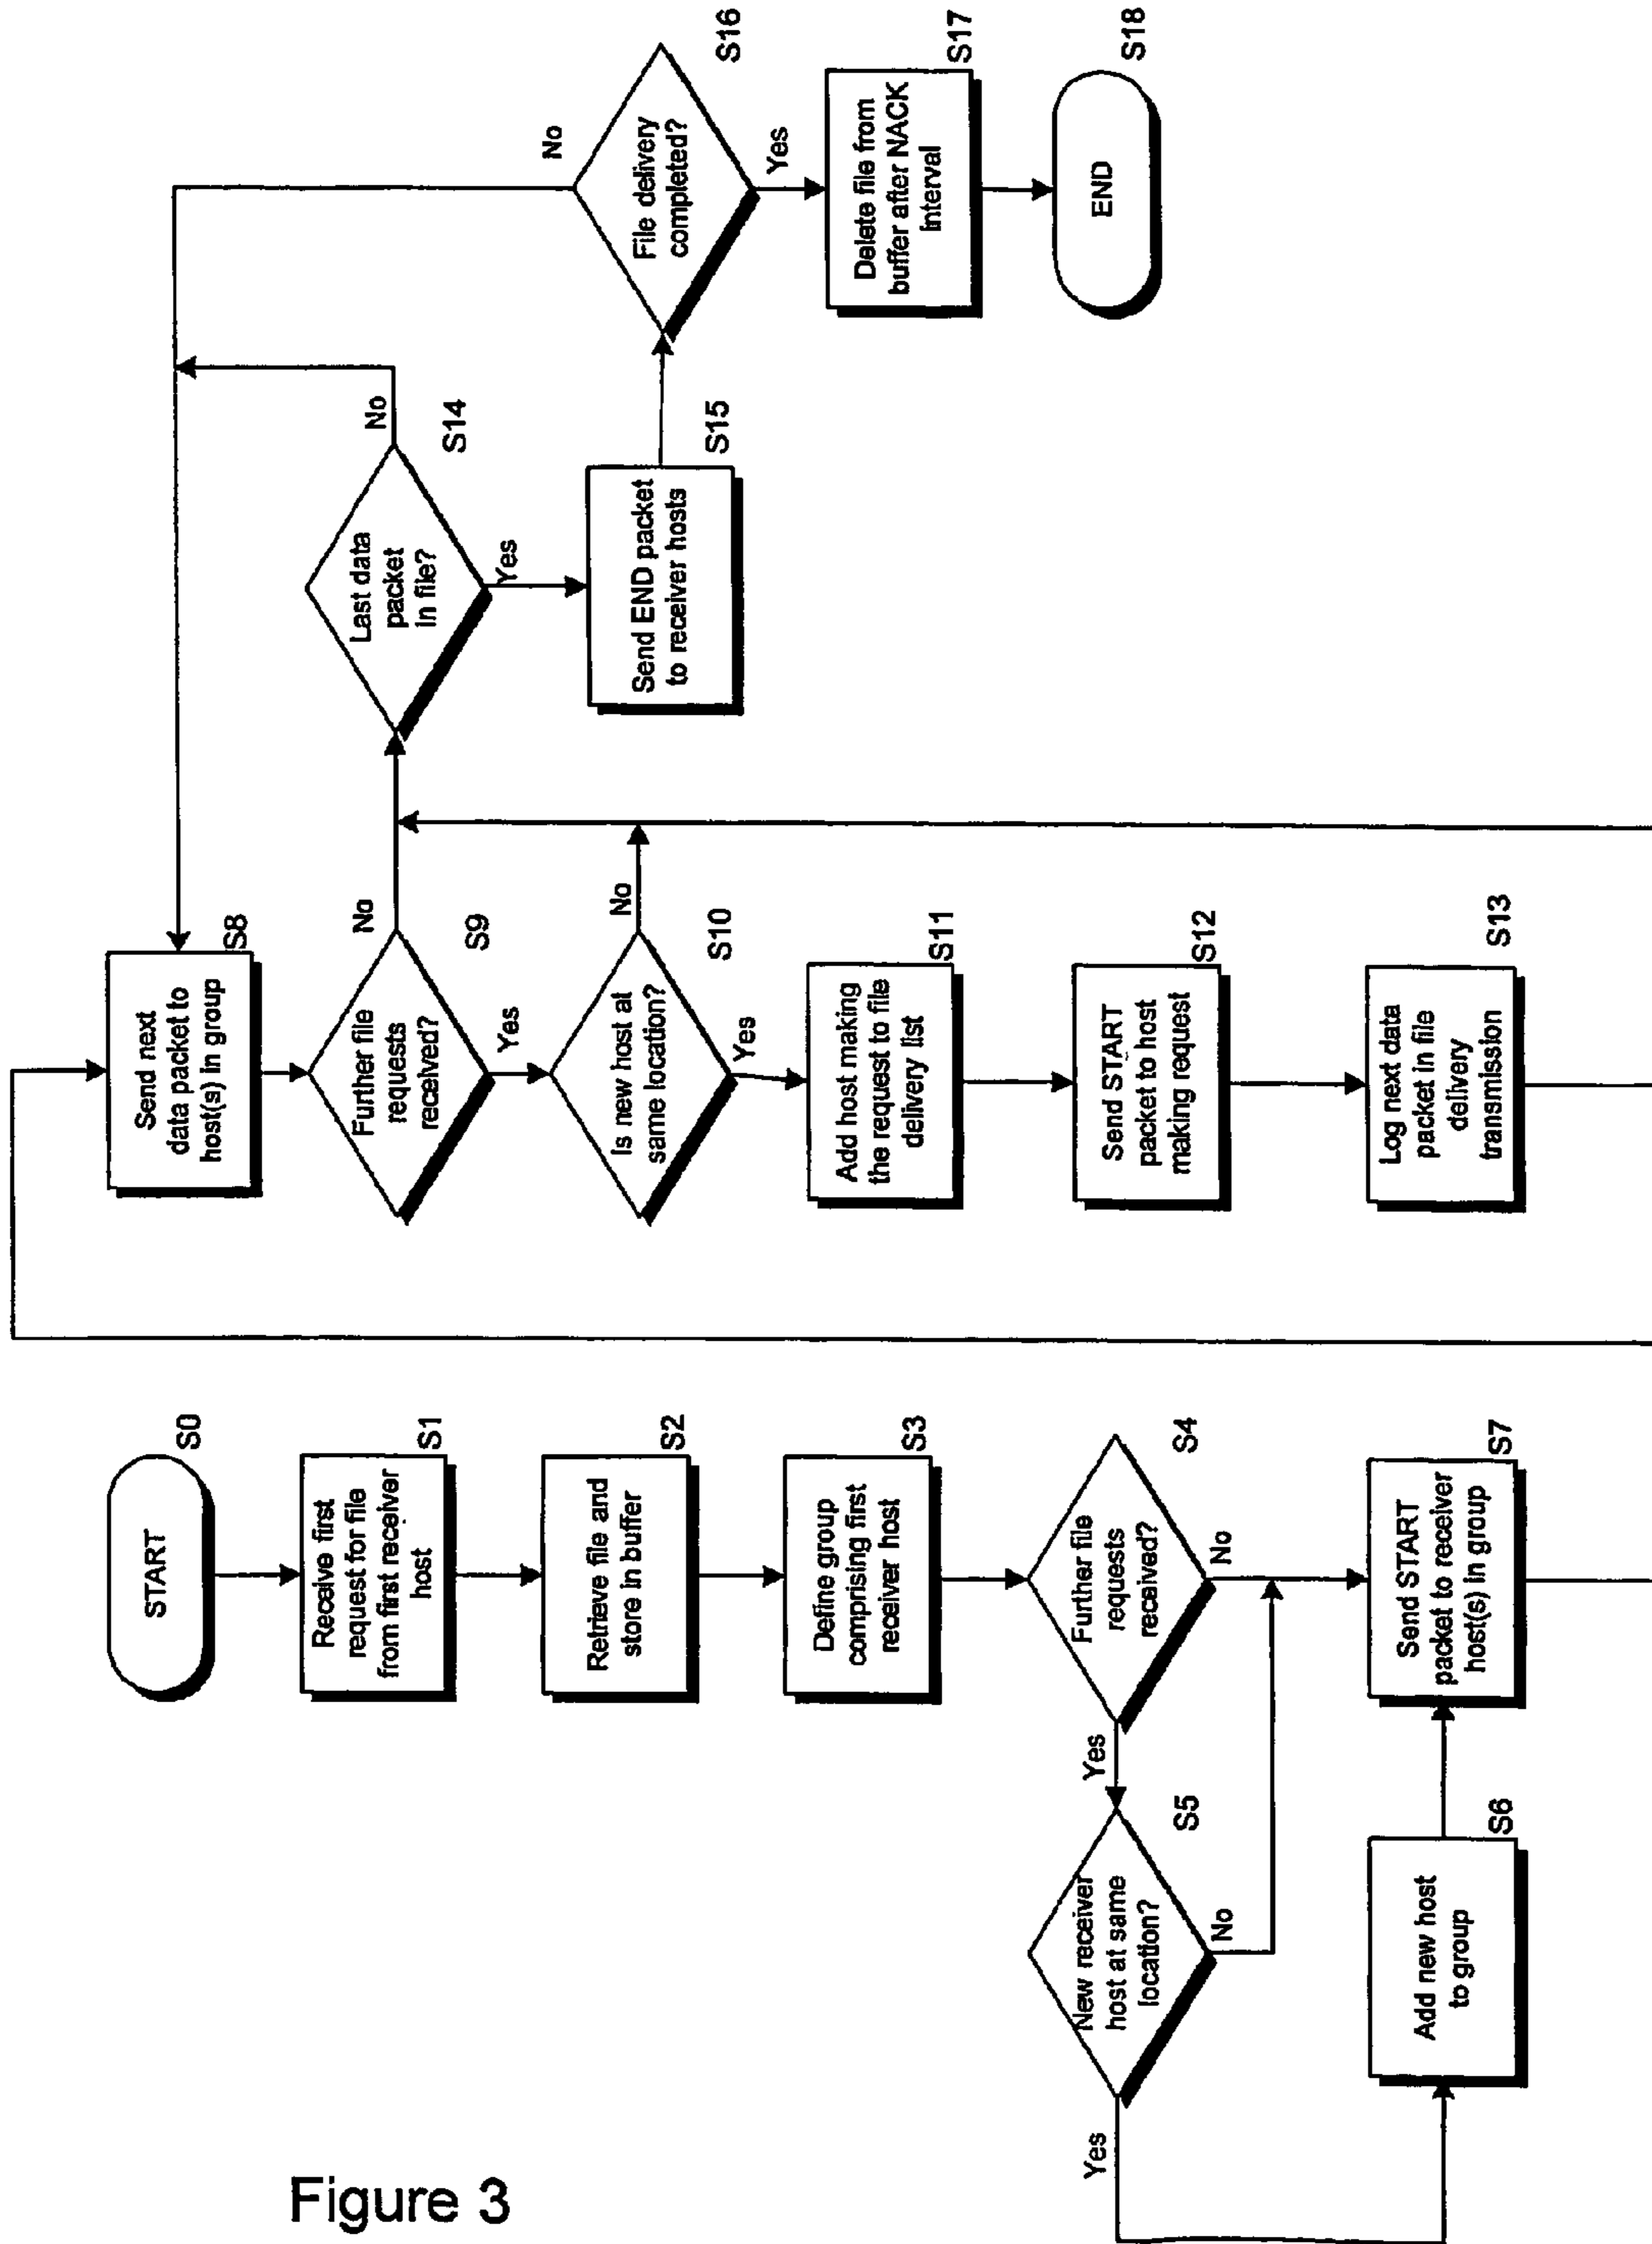 START
S0
Receive first
request for file
from first receiver
host
S1
Retrieve file and
store in buffer
S2
Define group
comprising first
receiver host
S3
Further file
requests
received?
S4
Yes
No
New receiver
host at same
location?
S5
Yes
No
Add new host
to group
S6
Send START
packet to receiver
host(s) in group
S7
Send next
data packet to
host(s) in group
S8
Further file
requests
received?
S9
No
Yes
Is new host at
same location?
S10
No
Yes
Add host making
the request to file
delivery list
S11
Send START
packet to host
making request
S12
Log next data
packet in file
delivery
transmission
S13
Last data
packet
in file?
S14
No
Yes
Send END packet
to receiver hosts
S15
File delivery
completed?
S16
No
Yes
Delete file from
buffer after NACK
interval
S17
END
S18
Figure 3